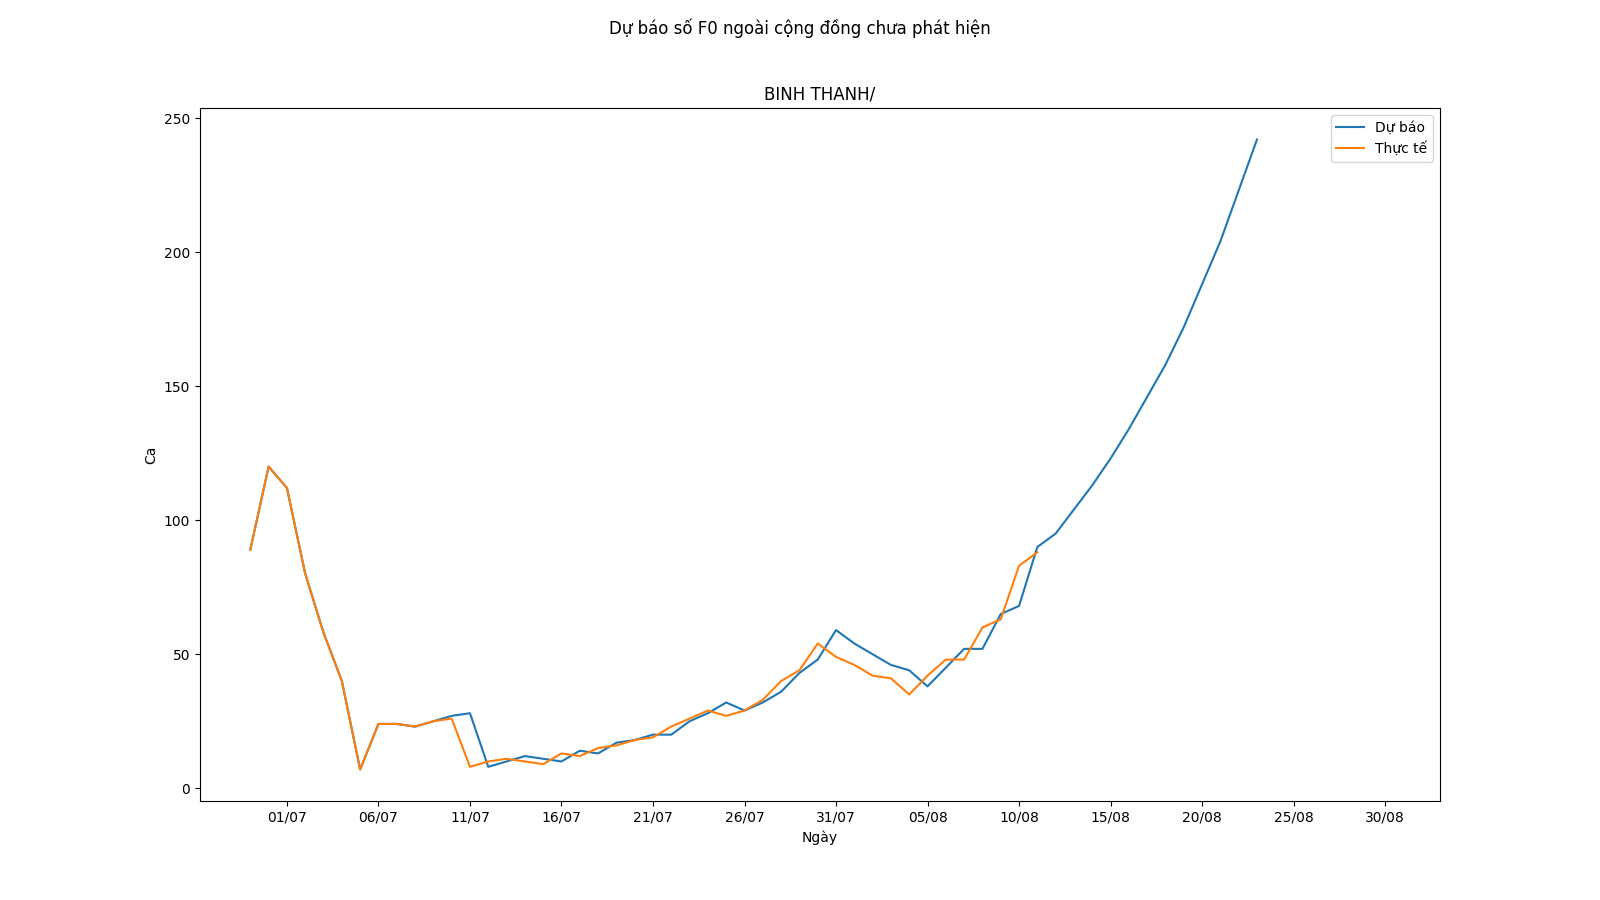 Dự báo số F0 ngoài cộng đồng chưa phát hiện
BINH THANH/
Dự báo
Thực tế
250
200
150
100
50
0
Ca
01/07 06/07 11/07 16/07 21/07 26/07 31/07 05/08 10/08 15/08 20/08 25/08 30/08
Ngày